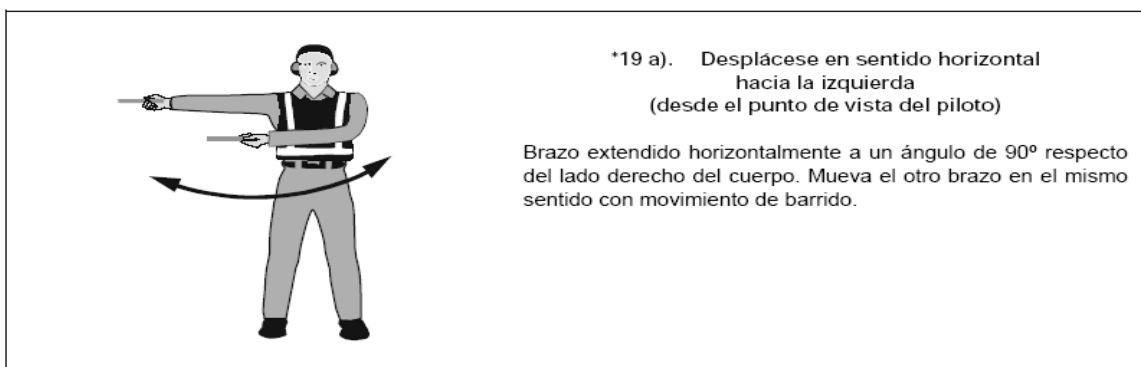 *19 a). Desplácese en sentido horizontal
hacia la izquierda
(desde el punto de vista del piloto)
Brazo extendido horizontalmente a un ángulo de 90º respecto
del lado derecho del cuerpo. Mueva el otro brazo en el mismo
sentido con movimiento de barrido.